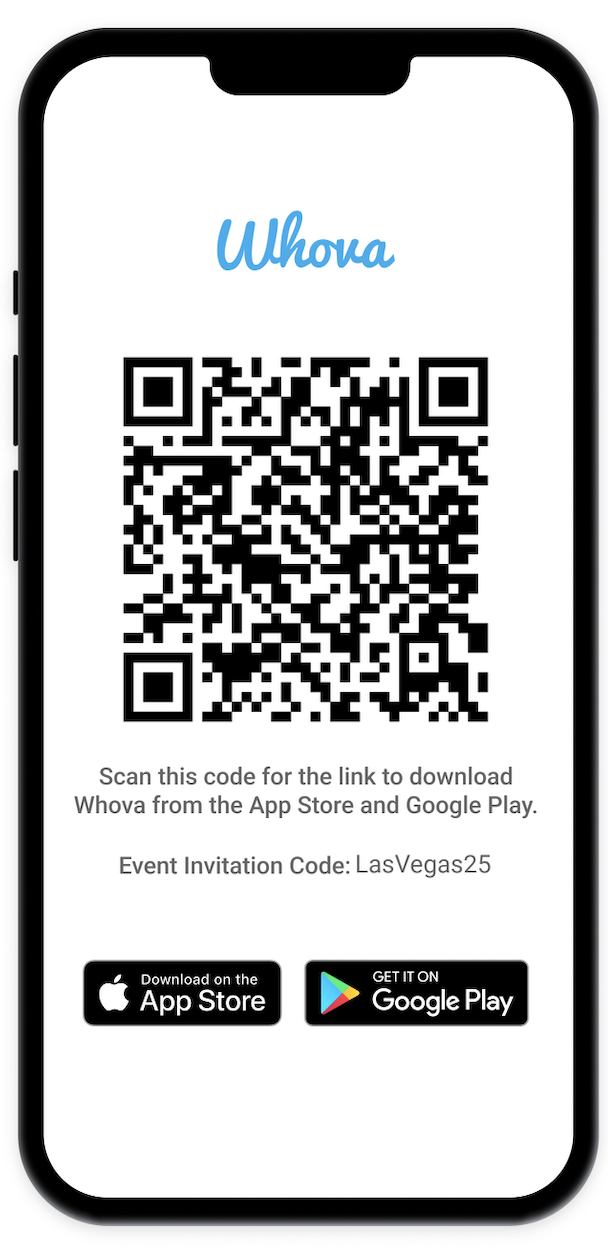 Whova
Scan this code for the link to download
Whova from the App Store and Google Play.
Event Invitation Code: LasVegas25
Download on the
App Store
GET IT ON
Google Play